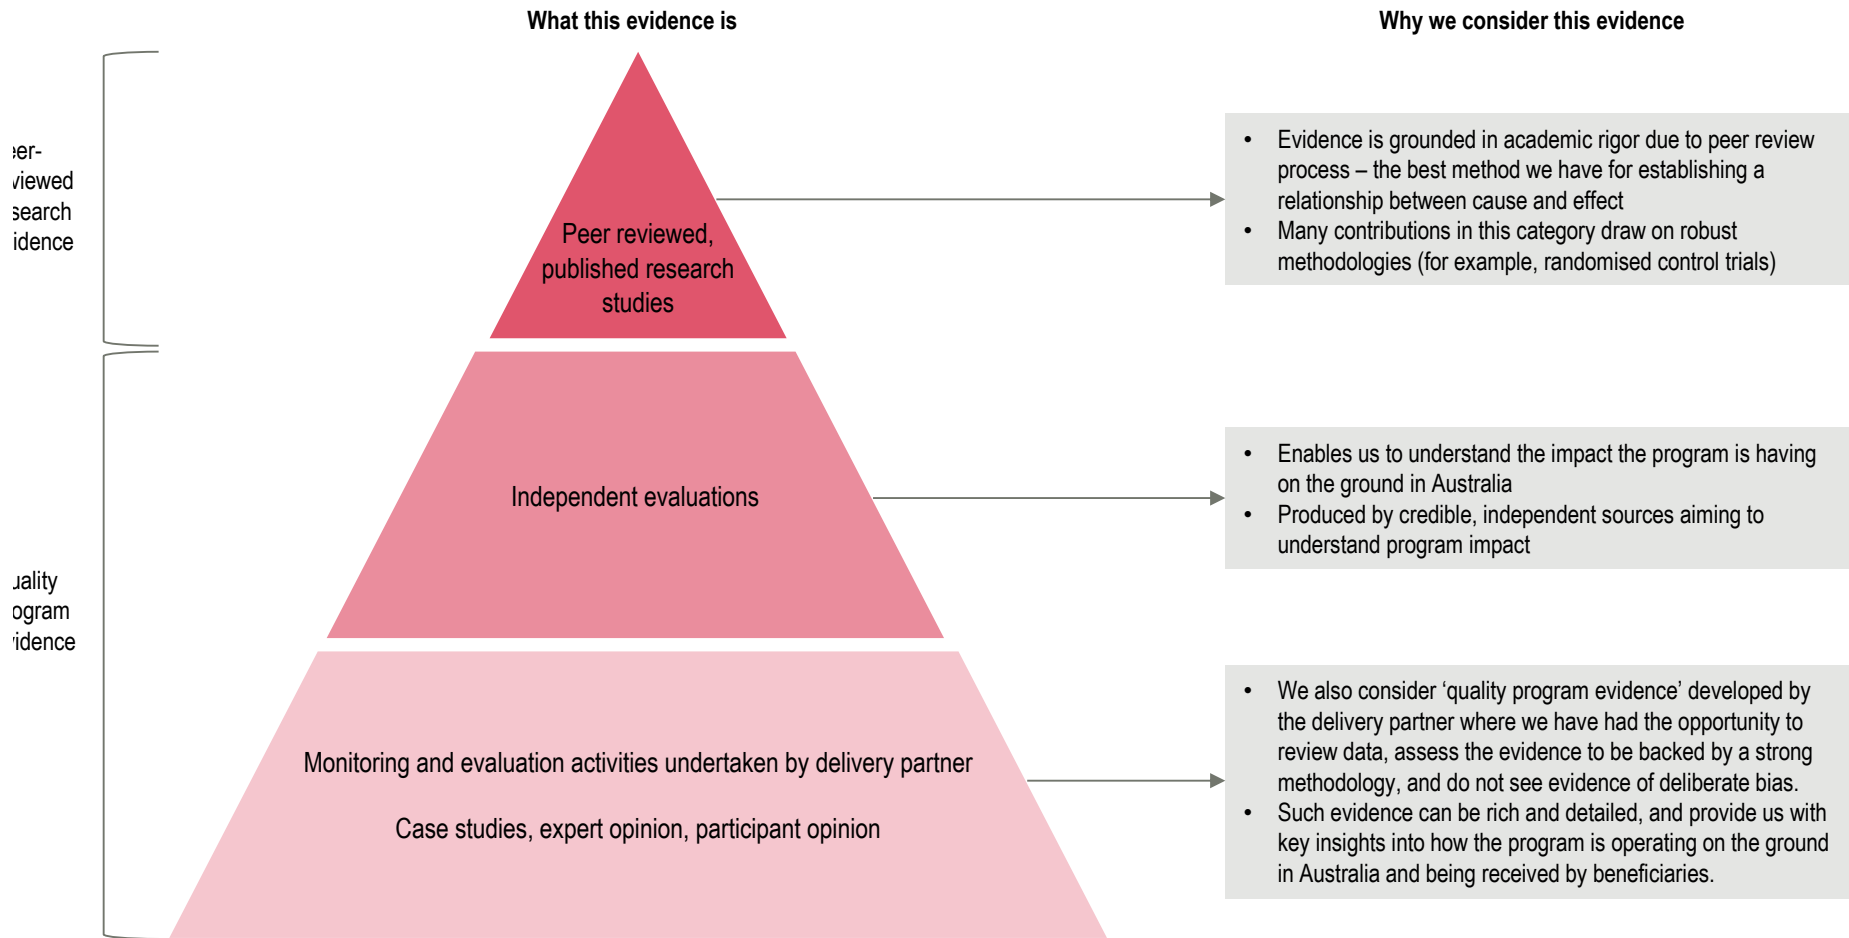 What this evidence is
Why we consider this evidence
Peer reviewed,
published research
studies
• Evidence is grounded in academic rigor due to peer review
process – the best method we have for establishing a
relationship between cause and effect
• Many contributions in this category draw on robust
methodologies (for example, randomised control trials)
Independent evaluations
• Enables us to understand the impact the program is having
on the ground in Australia
• Produced by credible, independent sources aiming to
understand program impact
Monitoring and evaluation activities undertaken by delivery partner
Case studies, expert opinion, participant opinion
• We also consider ‘quality program evidence’ developed by
the delivery partner where we have had the opportunity to
review data, assess the evidence to be backed by a strong
methodology, and do not see evidence of deliberate bias.
• Such evidence can be rich and detailed, and provide us with
key insights into how the program is operating on the ground
in Australia and being received by beneficiaries.